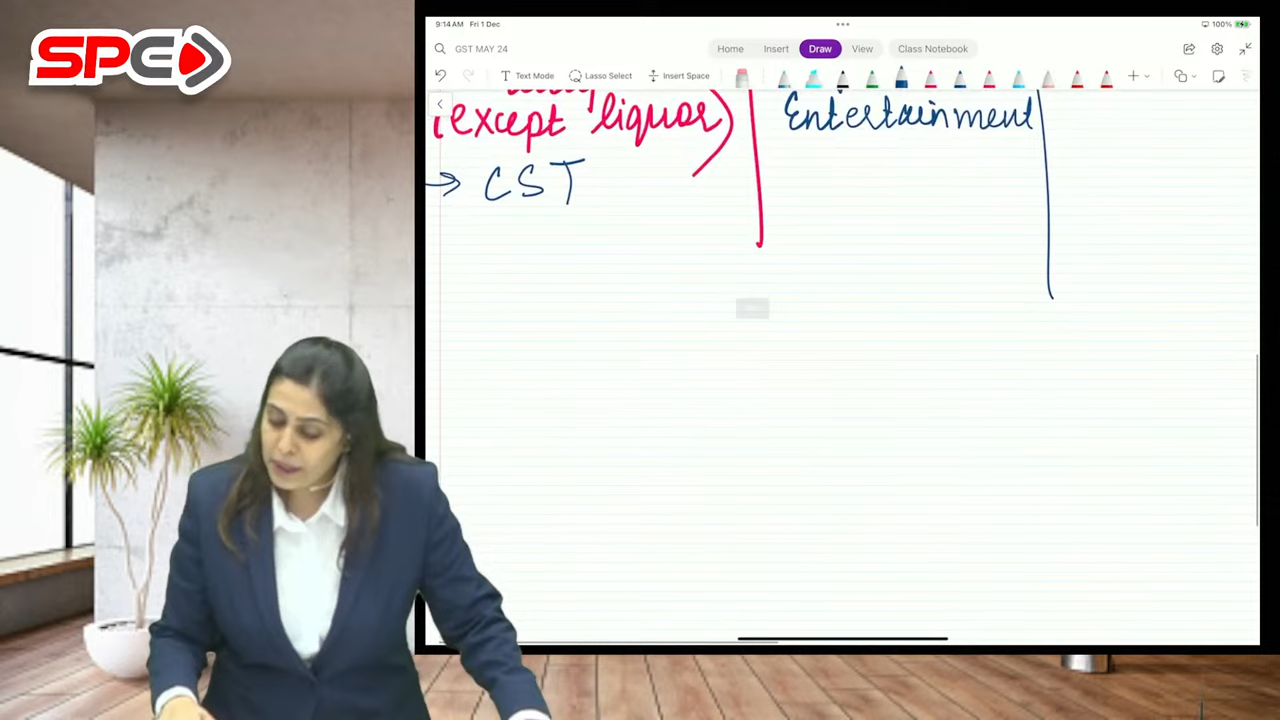 SPED
9:14 AM Fri 1 Dec
100%
GST MAY 24
Home Insert Draw View Class Notebook
Text Mode Lasso Select Insert Space
(except liquor)
Entertainment
→ CST